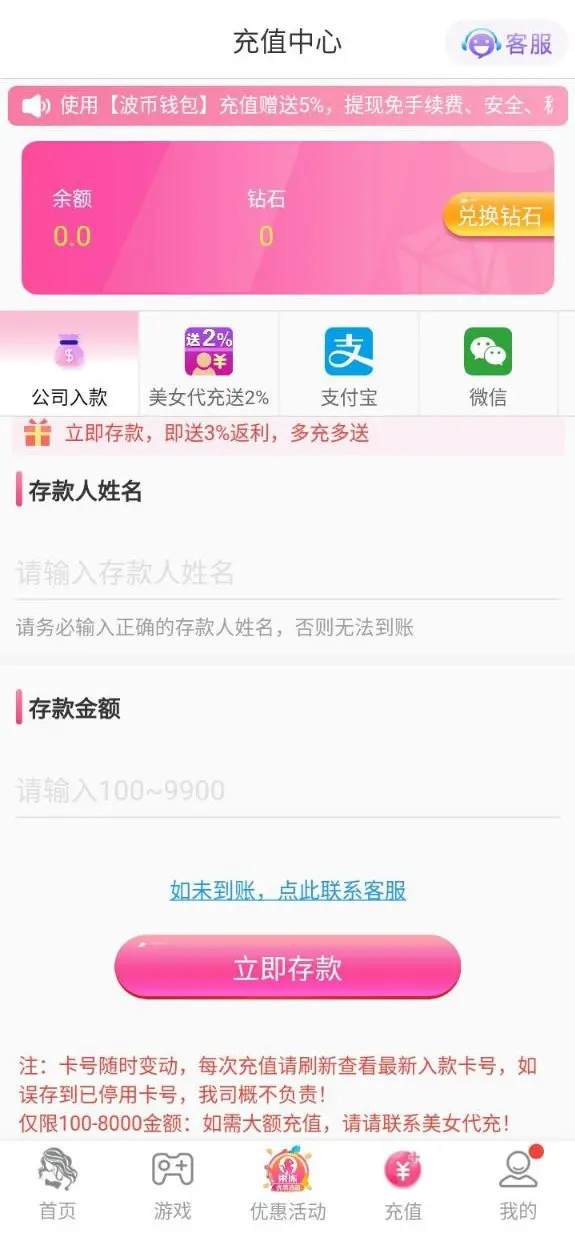 充值中心
客服
使用【波币钱包】充值赠送5%，提现免手续费、安全、
余额
钻石
0.0
0
兑换钻石
送2%
公司入款
美女代充送2%
支付宝
微信
立即存款，即送3%返利，多充多送
存款人姓名
请输入存款人姓名
请务必输入正确的存款人姓名，否则无法到账
存款金额
请输入100~9900
如未到账，点此联系客服
立即存款
注：卡号随时变动，每次充值请刷新查看最新入款卡号，如
误存到已停用卡号，我司概不负责！
仅限100-8000金额：如需大额充值，请请联系美女代充！
首页
游戏
优惠活动
充值
我的